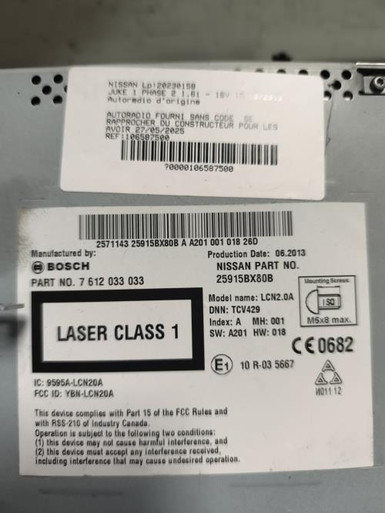 NISSAN Lp:20230158
JUKE 1 PHASE 2 1.6i -
Autoradio d'origine
AUTORADIO FOURNI SANS CODE SE
RAPPROCHER DU CONSTRUCTEUR POUR LES
AVOIR 27/05/2025
REF:106587500
?0000106587500
2571143 25915BX80B A A201 001 018 26D
Manufactured by:
Production Date: 06.2013
BOSCH
NISSAN PART NO.
PART NO. 7 612 033 033
25915BX80B
LASER CLASS 1
Model name: LCN2.0A
DNN: TCV429
Index: A MH: 001
SW: A201 HW: 018
Mounting Screws
M5x8 max.
E1 10 R-03 5667
CE0682
IC: 9595A-LCN20A
FCC ID: YBN-LCN20A
This device complies with Part 15 of the FCC Rules and
with RSS-210 of Industry Canada.
Operation is subject to the following two conditions:
(1) this device may not cause harmful interference, and
(2) this device must accept any interference received,
including interference that may cause undesired operation.